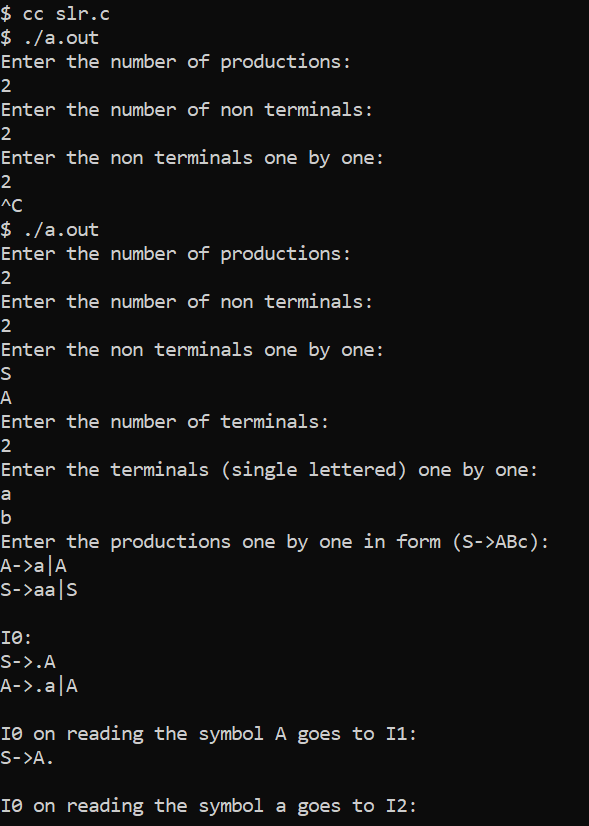 $ cc slr.c
$ ./a.out
Enter the number of productions:
2
Enter the number of non terminals:
2
Enter the non terminals one by one:
2
^C
$ ./a.out
Enter the number of productions:
2
Enter the number of non terminals:
2
Enter the non terminals one by one:
S
A
Enter the number of terminals:
2
Enter the terminals (single lettered) one by one:
a
b
Enter the productions one by one in form (S->ABc):
A->a|A
S->aa|S

I0:
S->.A
A->.a|A

I0 on reading the symbol A goes to I1:
S->A.

I0 on reading the symbol a goes to I2: